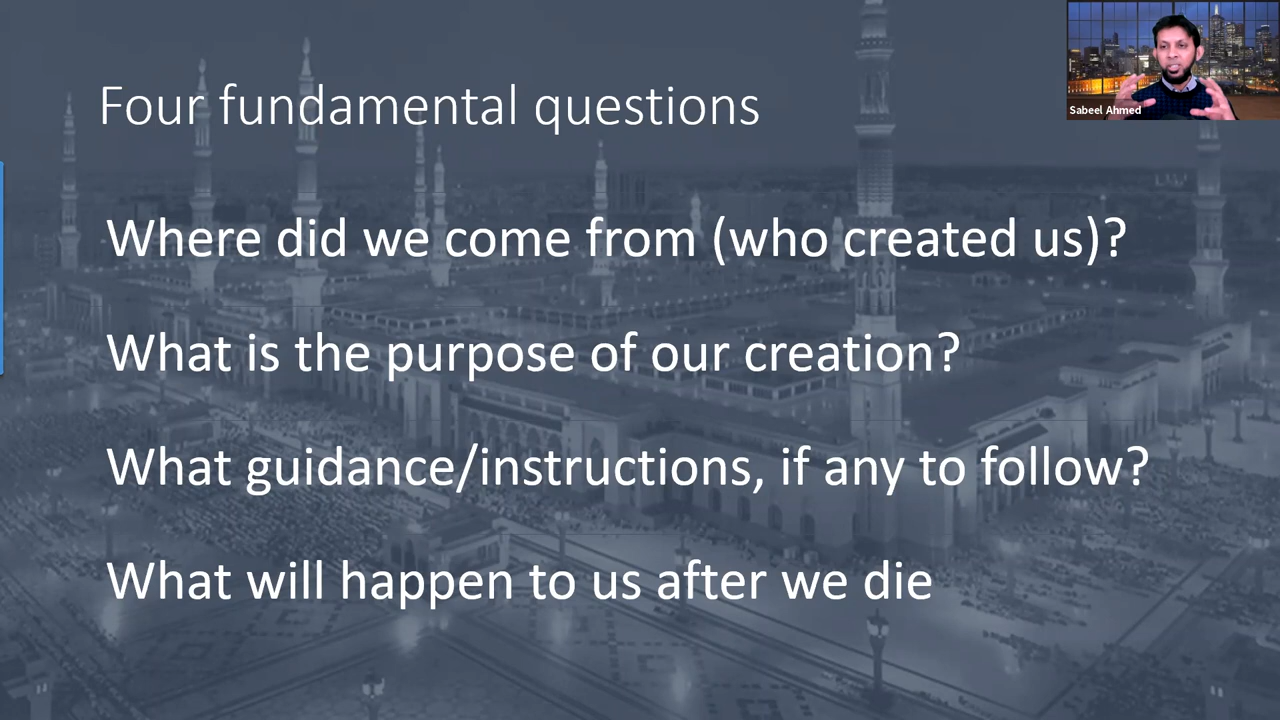 Four fundamental questions
Sabeel Ahmed
Where did we come from (who created us)?
What is the purpose of our creation?
What guidance/instructions, if any to follow?
What will happen to us after we die